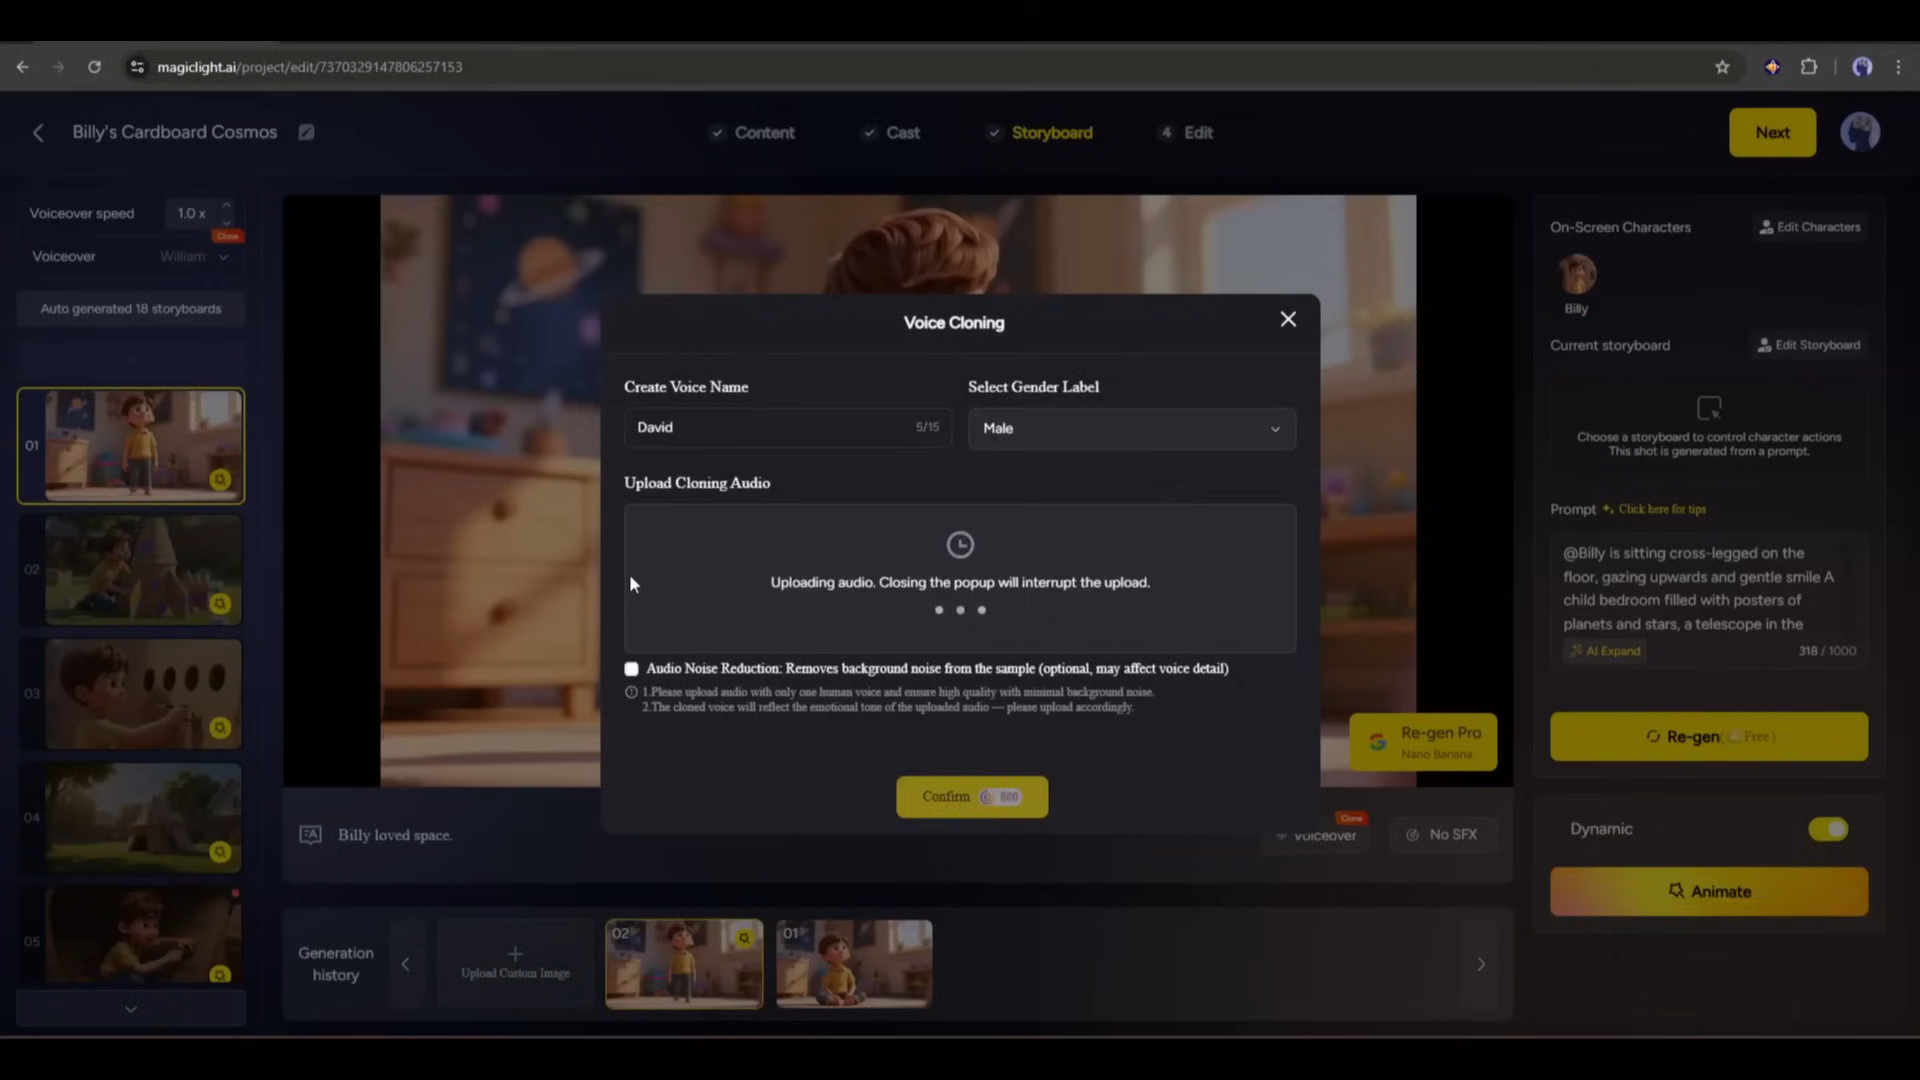 magiclight.ai/project/edit/7370329147806257153
Billy's Cardboard Cosmos
Content
Cast
Storyboard
4 Edit
Next
Voiceover speed
1.0 x
Clone
Voiceover
William
Auto generated 18 storyboards
01
02
03
04
05
Voice Cloning
Create Voice Name
Select Gender Label
David
5/15
Male
Upload Cloning Audio
Uploading audio. Closing the popup will interrupt the upload.
Audio Noise Reduction: Removes background noise from the sample (optional, may affect voice detail)
1.Please upload audio with only one human voice and ensure high quality with minimal background noise.
2.The cloned voice will reflect the emotional tone of the uploaded audio — please upload accordingly.
Confirm 800
Re-gen Pro
Nano Banana
Billy loved space.
Clone
Voiceover
No SFX
Generation
history
Upload Custom Image
02
01
On-Screen Characters
Edit Characters
Billy
Current storyboard
Edit Storyboard
Choose a storyboard to control character actions
This shot is generated from a prompt.
Prompt
Click here for tips
@Billy is sitting cross-legged on the
floor, gazing upwards and gentle smile A
child bedroom filled with posters of
planets and stars, a telescope in the
AI Expand
318 / 1000
Re-gen( Free )
Dynamic
Animate